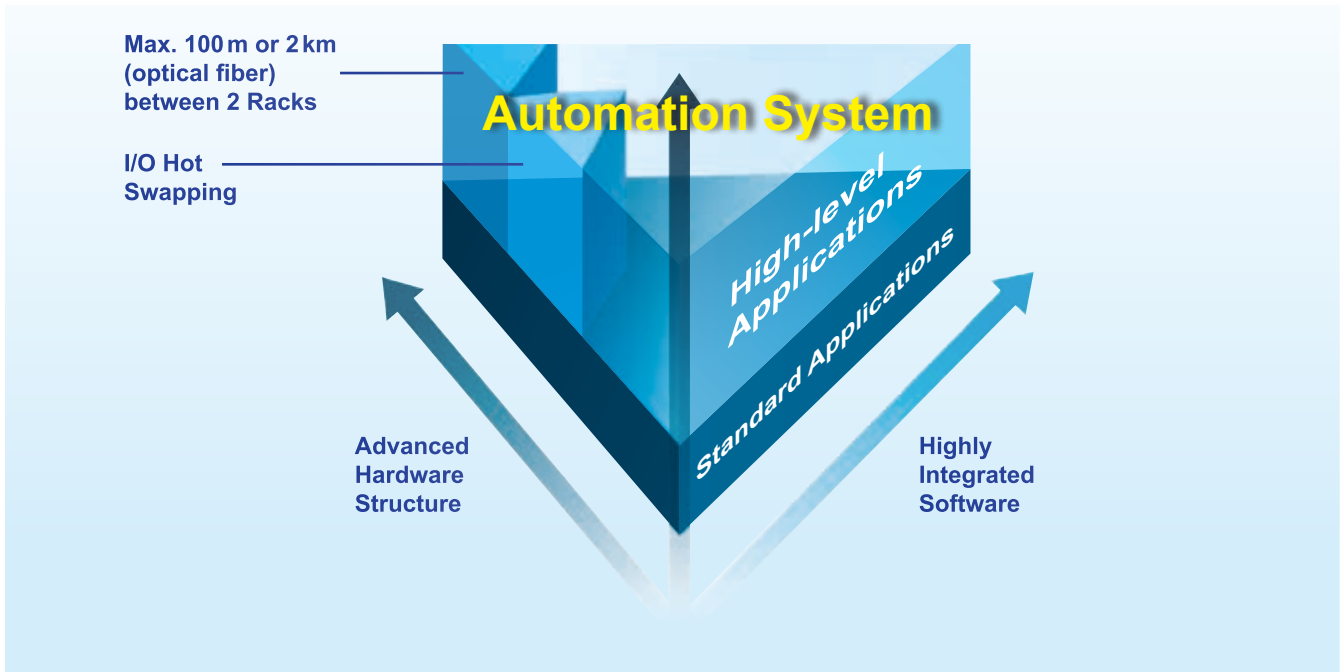 Max. 100 m or 2 km
(optical fiber)
between 2 Racks
Automation System
I/O Hot
Swapping
High-level
Applications
Standard Applications
Advanced
Hardware
Structure
Highly
Integrated
Software